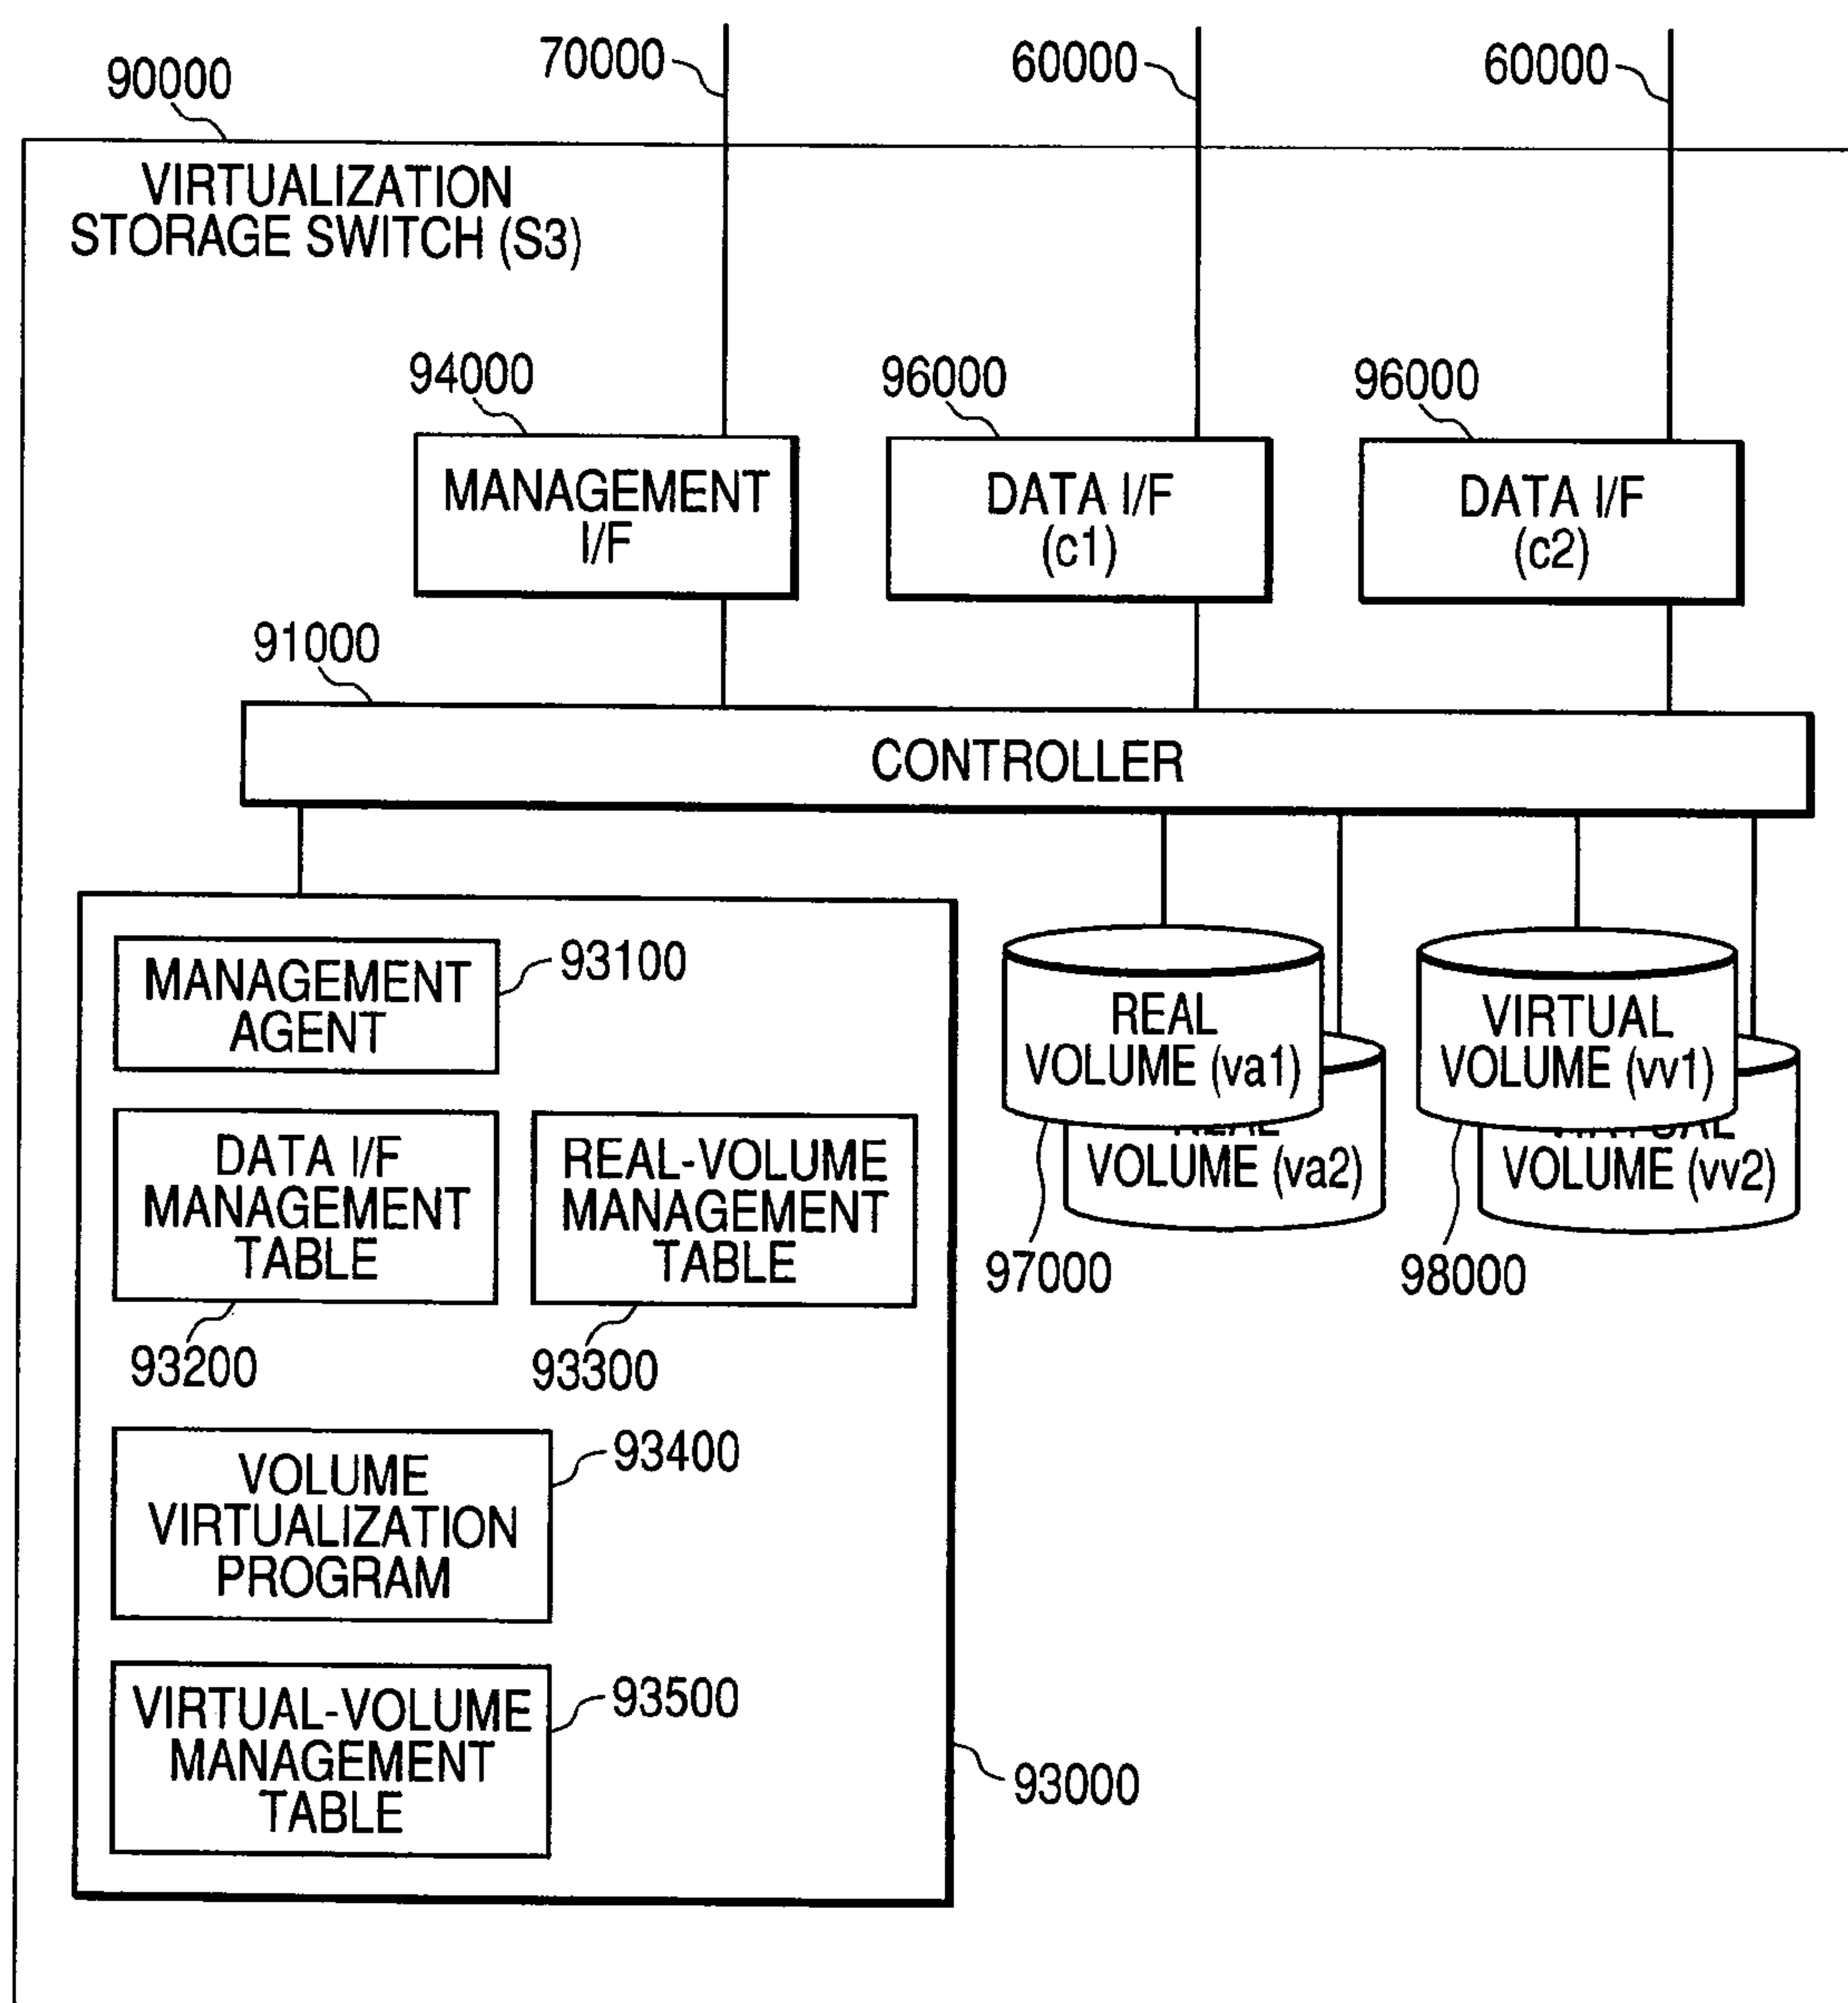 70000
60000
60000
90000
VIRTUALIZATION
STORAGE SWITCH (S3)
94000
96000
96000
MANAGEMENT
I/F
DATA I/F
(c1)
DATA I/F
(c2)
91000
CONTROLLER
MANAGEMENT
AGENT
93100
REAL
VOLUME (va1)
VIRTUAL
VOLUME (vv1)
REAL
VOLUME (va2)
VIRTUAL
VOLUME (vv2)
97000
98000
DATA I/F
MANAGEMENT
TABLE
REAL-VOLUME
MANAGEMENT
TABLE
93200
93300
VOLUME
VIRTUALIZATION
PROGRAM
93400
VIRTUAL-VOLUME
MANAGEMENT
TABLE
93500
93000